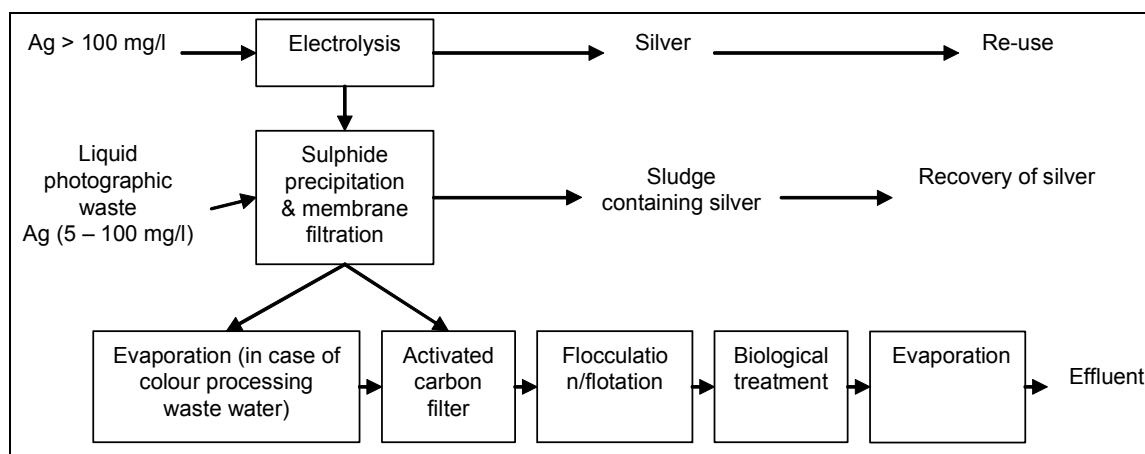 Ag > 100 mg/l
Electrolysis
Silver
Re-use
Liquid
photographic
waste
Ag (5 – 100 mg/l)
Sulphide
precipitation
& membrane
filtration
Sludge
containing silver
Recovery of silver
Evaporation (in case of
colour processing
waste water)
Activated
carbon
filter
Flocculatio
n/flotation
Biological
treatment
Evaporation
Effluent